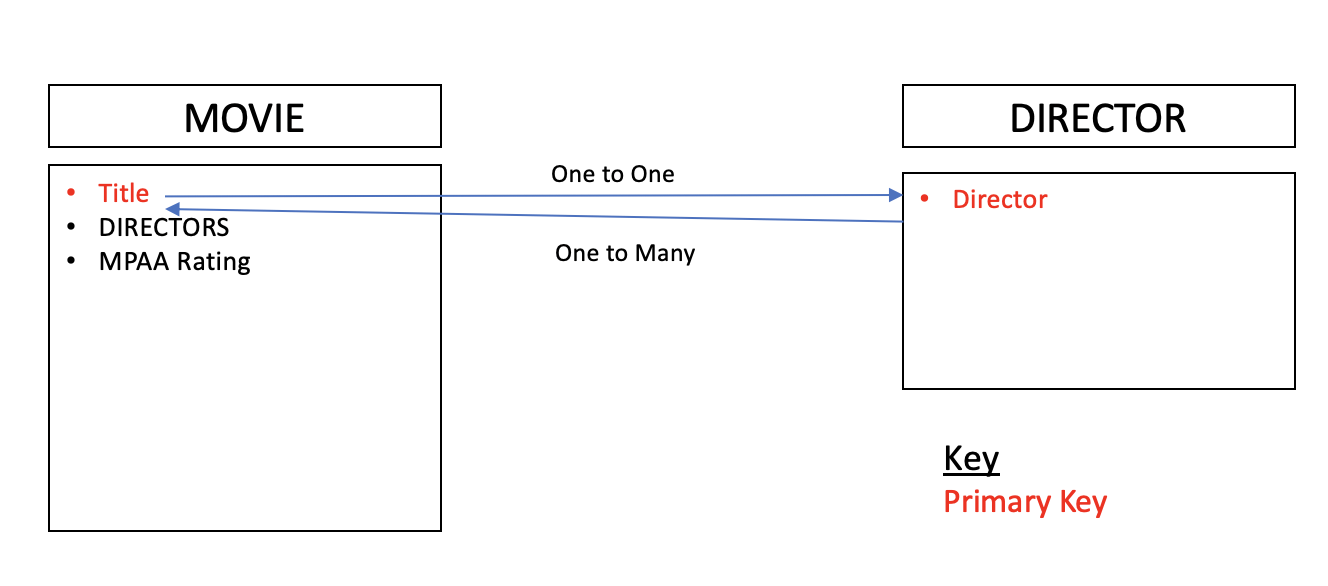 MOVIE
• Title
• DIRECTORS
• MPAA Rating
One to One
One to Many
DIRECTOR
• Director
Key
Primary Key